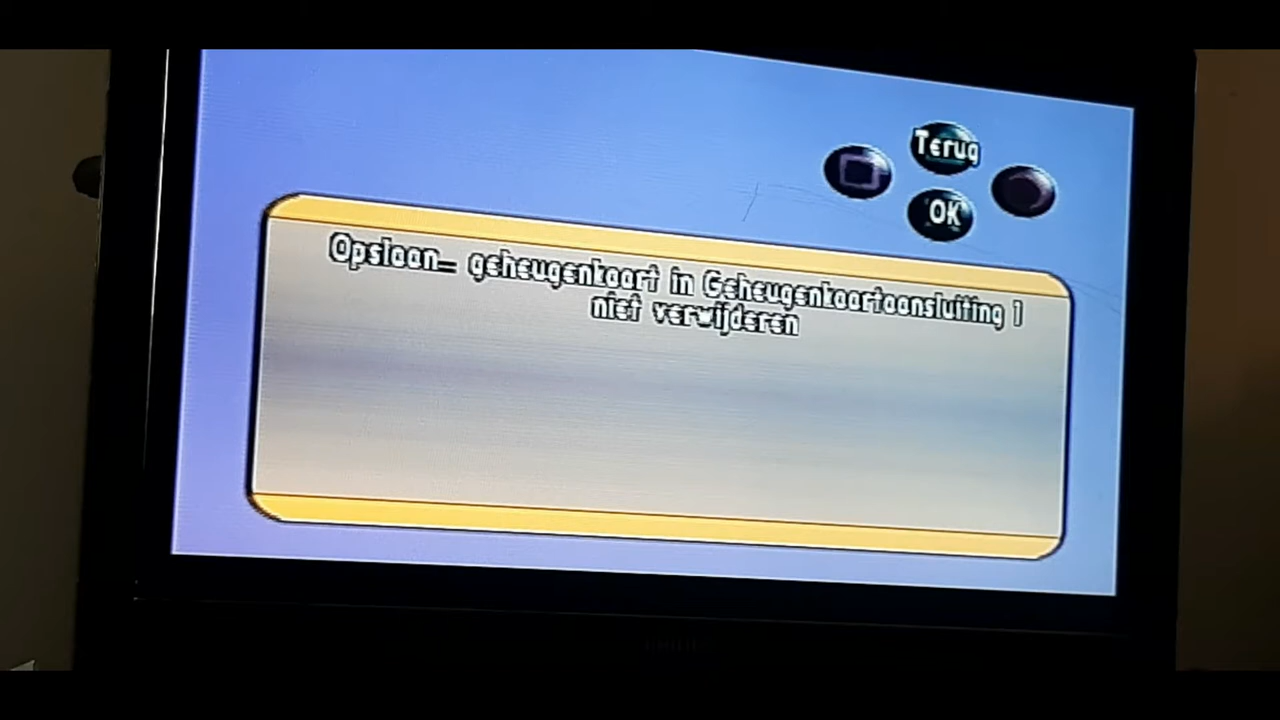 Terug
OK
Opslaan... geheugenkaart in Geheugenkaartaansluiting 1
niet verwijderen